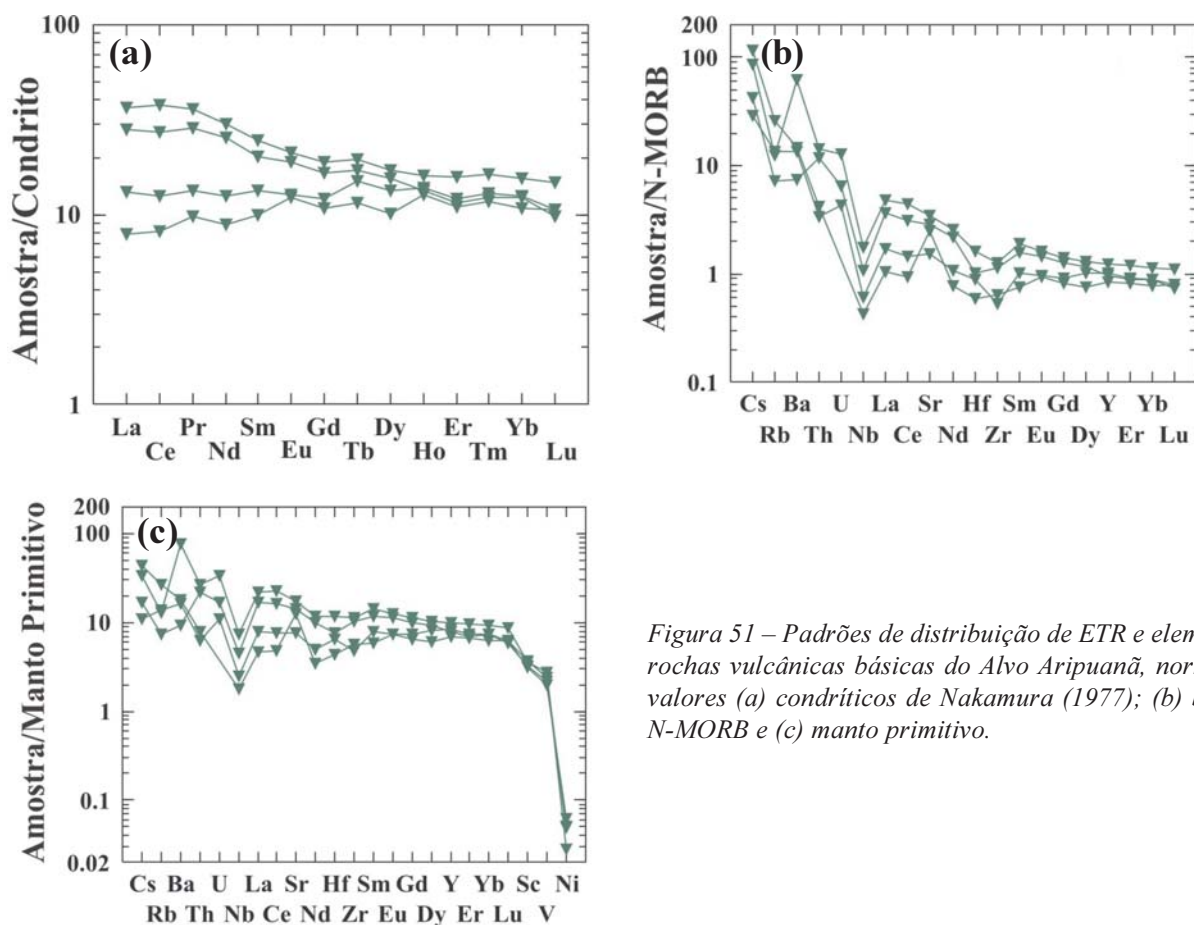 (a)
100
10
1
Amostra/Condrito
La Pr Sm Gd Dy Er Yb
Ce Nd Eu Tb Ho Tm Lu
(b)
200
100
10
1
0.1
Amostra/N-MORB
Cs Ba U La Sr Hf Sm Gd Y Yb
Rb Th Nb Ce Nd Zr Eu Dy Er Lu
(c)
200
100
10
1
0.1
0.02
Amostra/Manto Primitivo
Cs Ba U La Sr Hf Sm Gd Y Yb Sc Ni
Rb Th Nb Ce Nd Zr Eu Dy Er Lu V
Figura 51 – Padrões de distribuição de ETR e elem
rochas vulcânicas básicas do Alvo Aripuanã, nor
valores (a) condríticos de Nakamura (1977); (b)
N-MORB e (c) manto primitivo.